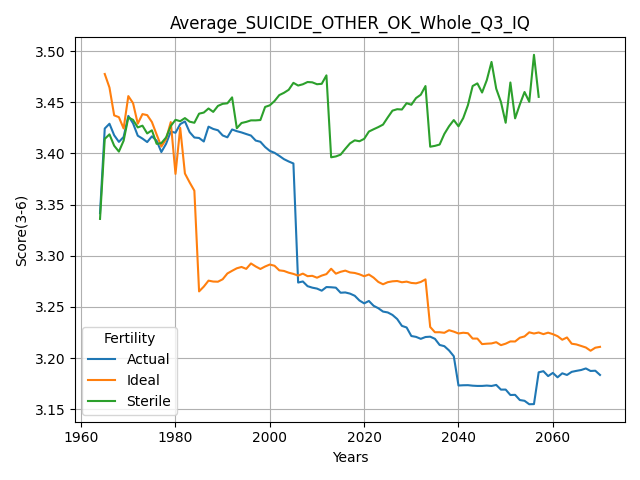 Average_SUICIDE_OTHER_OK_Whole_Q3_IQ
3.50
3.45
3.40
3.35
3.30
3.25
3.20
3.15
Score(3-6)
Fertility
Actual
Ideal
Sterile
1960
1980
2000
2020
2040
2060
Years